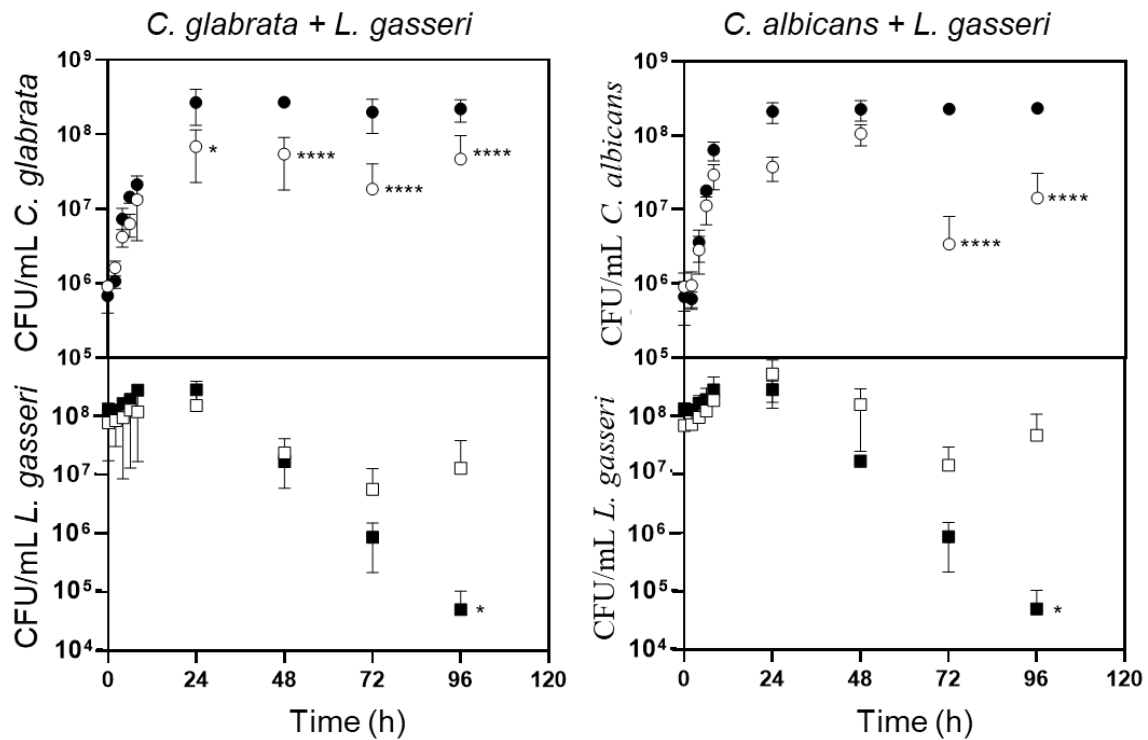 C. glabrata + L. gasseri
C. albicans + L. gasseri
CFU/mL C. glabrata
10⁹
10⁸
10⁷
10⁶
10⁵
*
****
****
****
CFU/mL C. albicans
10⁹
10⁸
10⁷
10⁶
10⁵
****
****
CFU/mL L. gasseri
10⁸
10⁷
10⁶
10⁵
10⁴
*
0 24 48 72 96 120
Time (h)
CFU/mL L. gasseri
10⁸
10⁷
10⁶
10⁵
10⁴
*
0 24 48 72 96 120
Time (h)